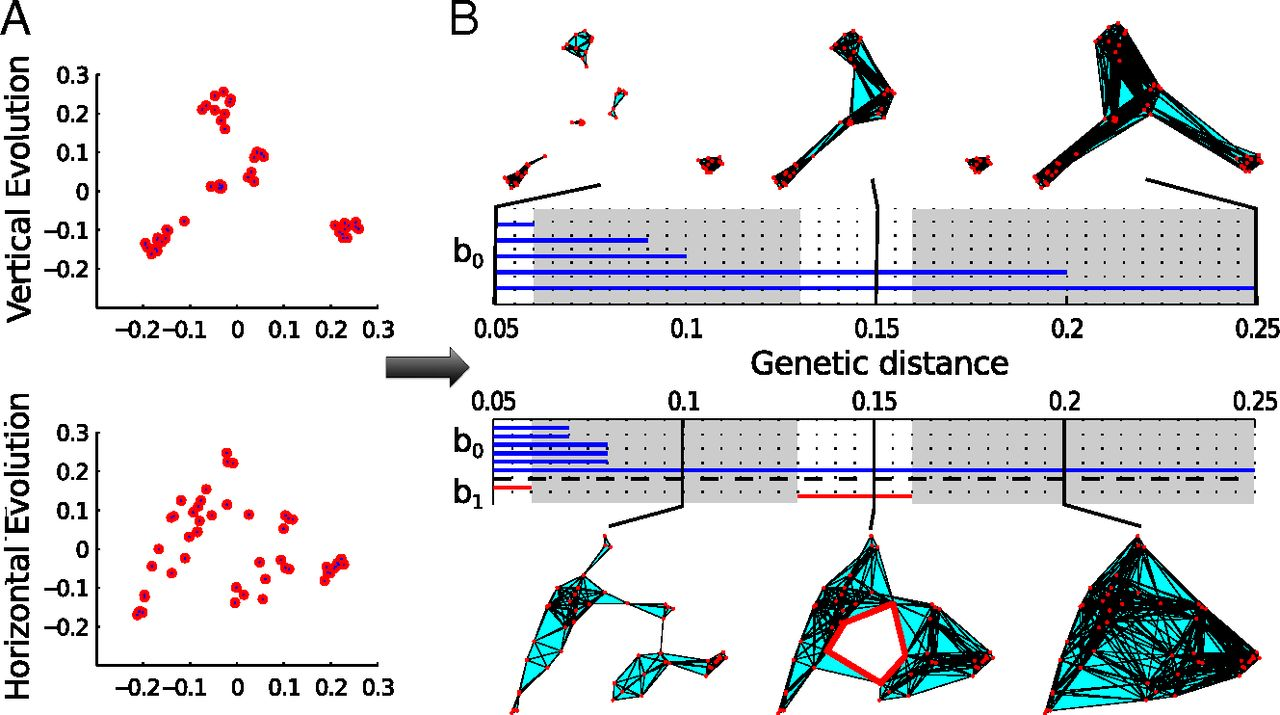 A
B
Vertical Evolution
0.3
0.2
0.1
0
−0.1
−0.2
−0.2−0.1 0 0.1 0.2 0.3
b0
0.05 0.1 0.15 0.2 0.25
Genetic distance
0.05 0.1 0.15 0.2 0.25
b0
b1
Horizontal Evolution
0.3
0.2
0.1
0
−0.1
−0.2
−0.2−0.1 0 0.1 0.2 0.3